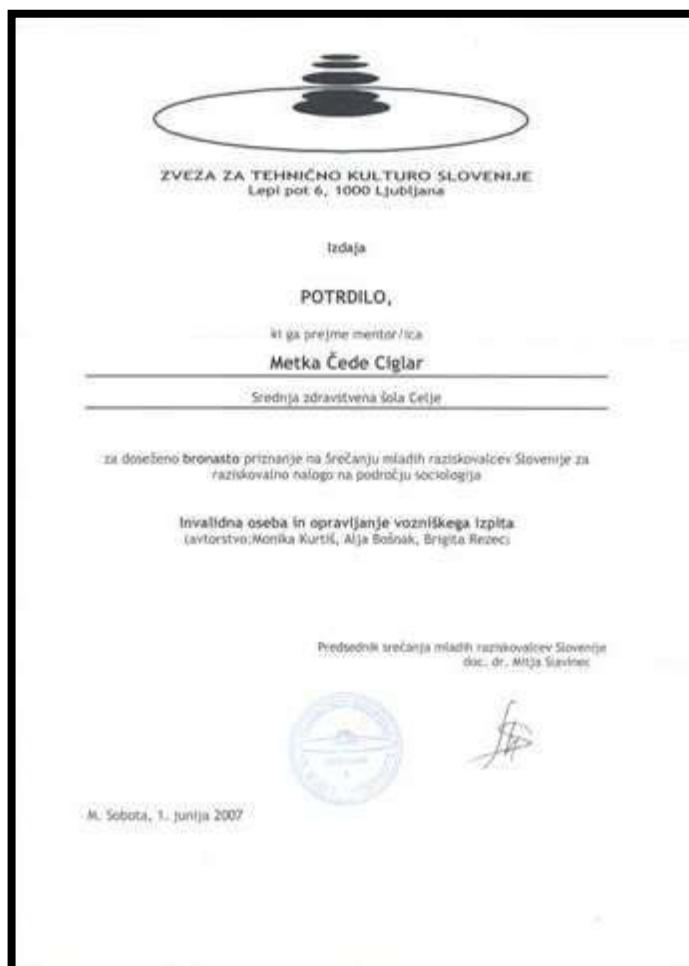 ZVEZA ZA TEHNIČNO KULTURO SLOVENIJE
Lepi pot 6, 1000 Ljubljana
Izdaja
POTRDILO,
ki ga prejme mentor/ica
Metka Čede Ciglar
Srednja zdravstvena šola Celje
za doseženo bronasto priznanje na Srečanju mladih raziskovalcev Slovenije za
raziskovalno nalogo na področju sociologija
Invalidna oseba in opravljanje vozniškega izpita
(avtorstvo:Monika Kurtiš, Alja Bošnak, Brigita Rezec)
Predsednik srečanja mladih raziskovalcev Slovenije
doc. dr. Mitja Slavinec
M. Sobota, 1. junija 2007